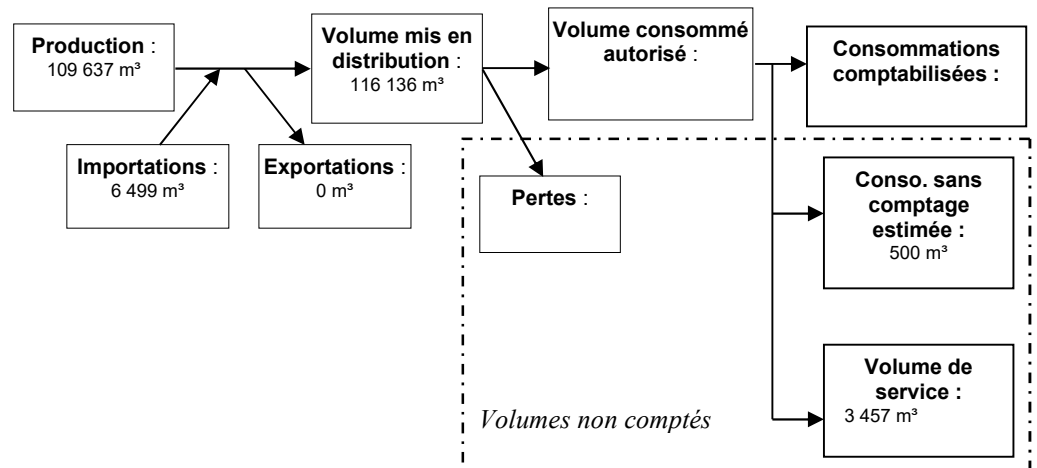 Production :
109 637 m³
Volume mis en
distribution :
116 136 m³
Volume consommé
autorisé :
Consommations
comptabilisées :
Importations :
6 499 m³
Exportations :
0 m³
Pertes :
Conso. sans
comptage
estimée :
500 m³
Volume de
service :
3 457 m³
Volumes non comptés